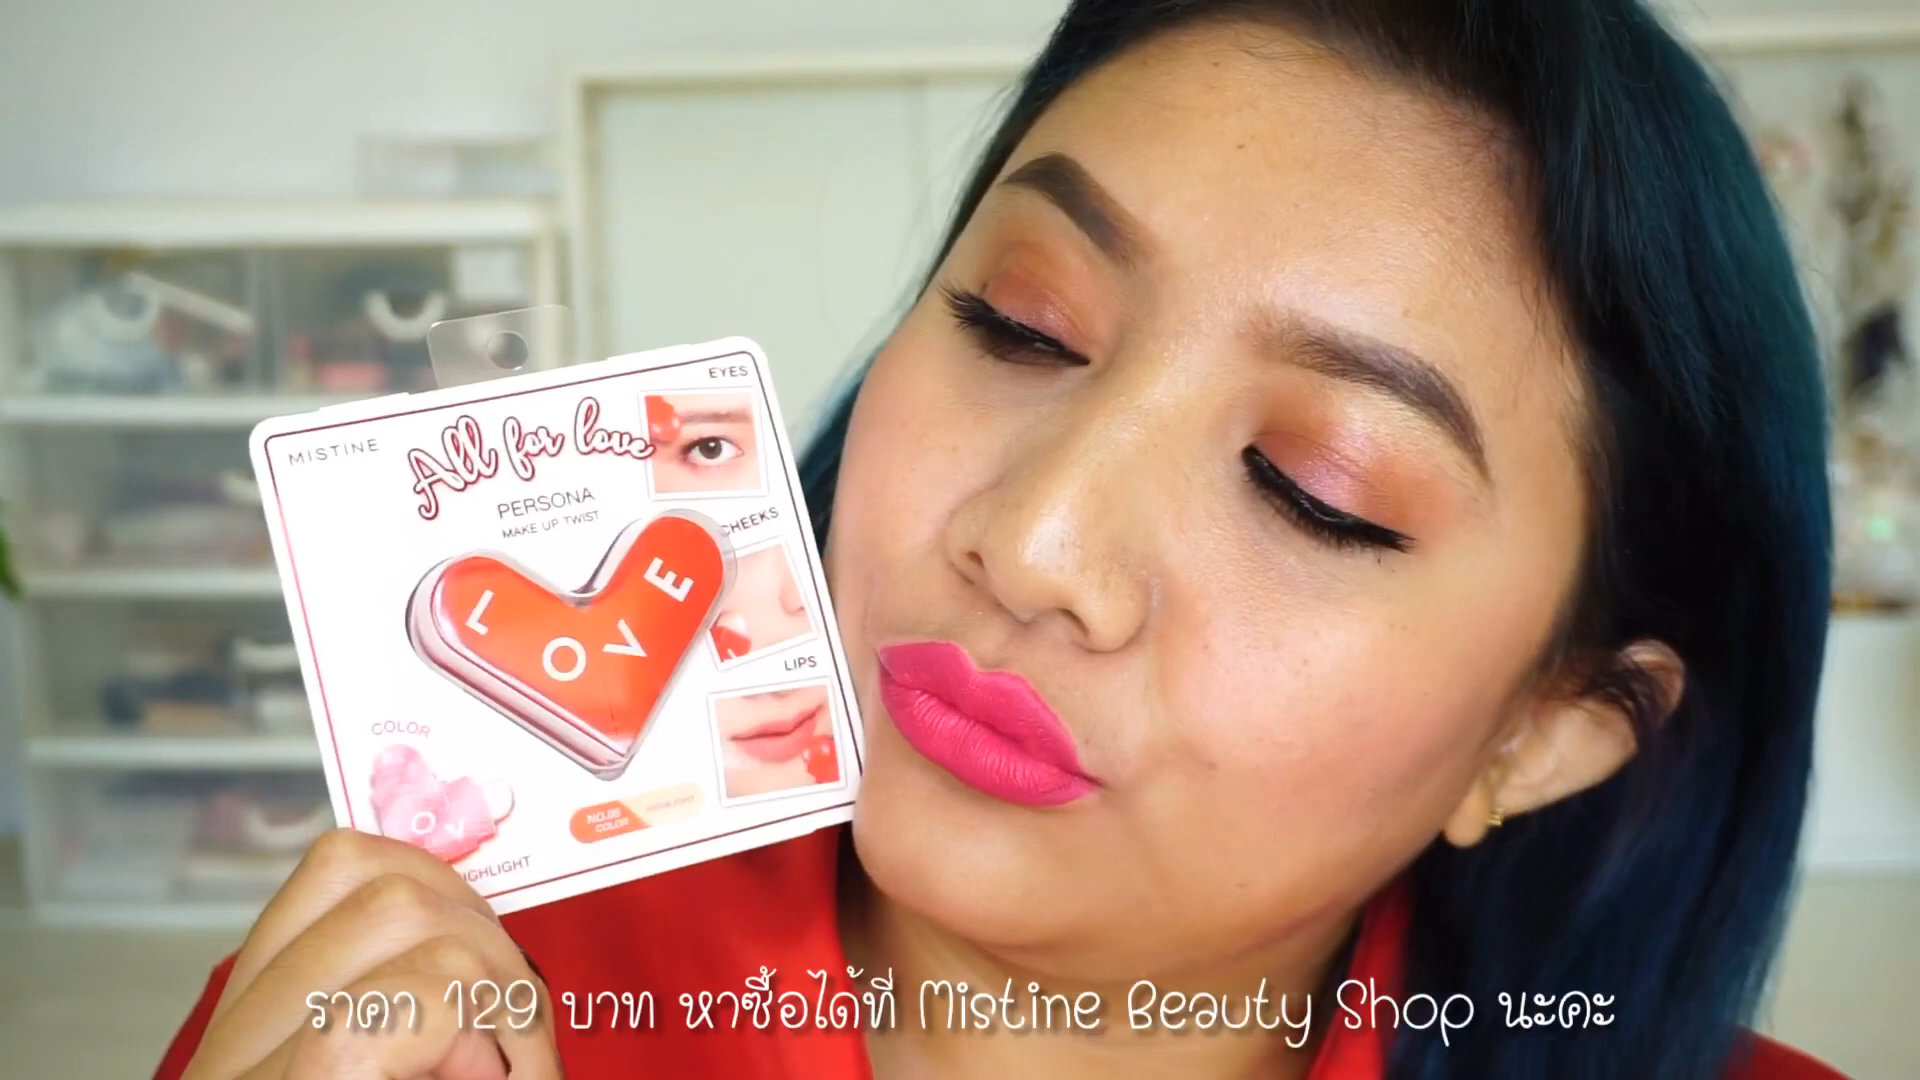 EYES
MISTINE
All for love
PERSONA
MAKE UP TWIST
CHEEKS
LOVE
LIPS
COLOR
NO.05
COLOR
HIGHLIGHT
HIGHLIGHT
ราคา 129 บาท หาซื้อได้ที่ Mistine Beauty Shop นะคะ